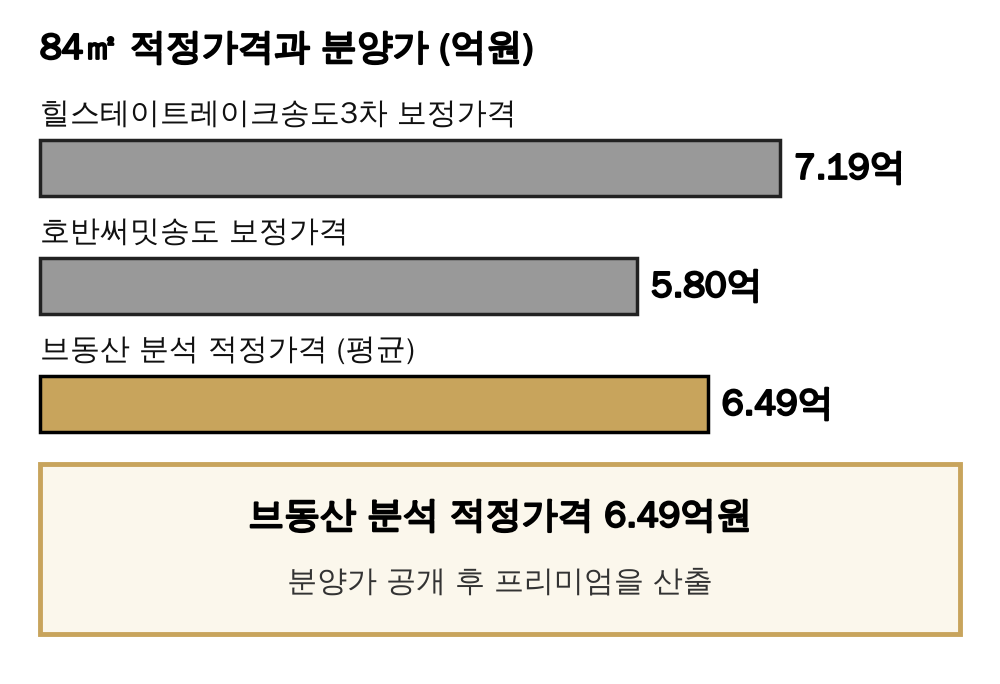 84㎡ 적정가격과 분양가 (억원)
힐스테이트레이크송도3차 보정가격
7.19억
호반써밋송도 보정가격
5.80억
브동산 분석 적정가격 (평균)
6.49억
브동산 분석 적정가격 6.49억원
분양가 공개 후 프리미엄을 산출